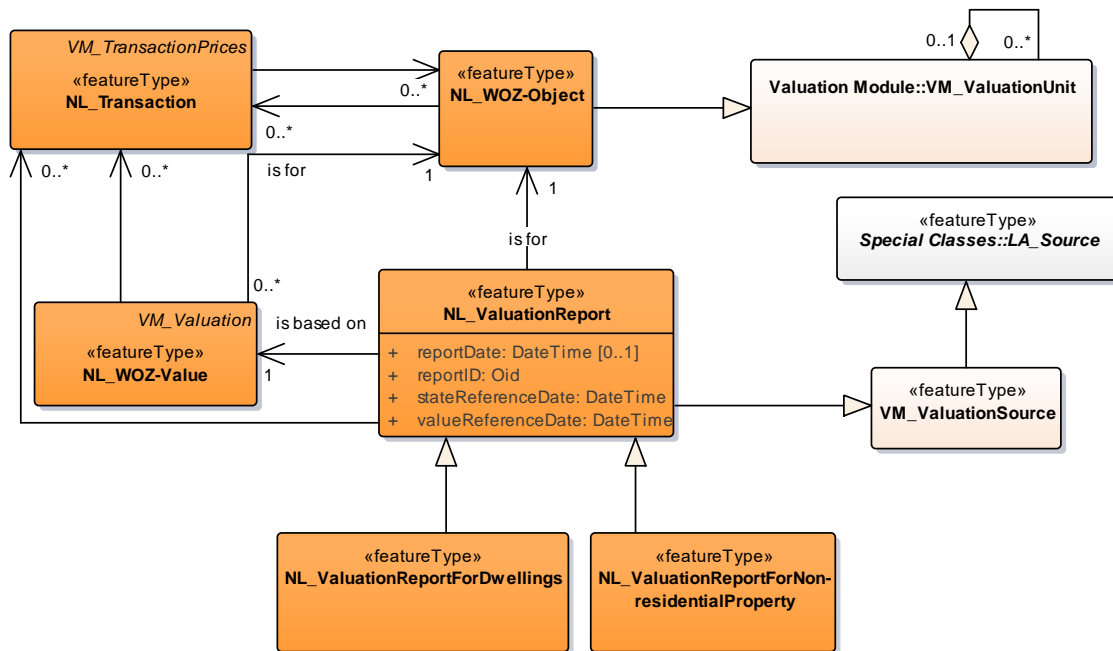 VM_TransactionPrices
«featureType»
NL_Transaction
«featureType»
NL_WOZ-Object
0..1
0..*
Valuation Module::VM_ValuationUnit
0..*
0..*
0..*
0..*
is for
1
1
«featureType»
Special Classes::LA_Source
is for
0..*
VM_Valuation
«featureType»
NL_WOZ-Value
is based on
1
«featureType»
NL_ValuationReport
+ reportDate: DateTime [0..1]
+ reportID: Oid
+ stateReferenceDate: DateTime
+ valueReferenceDate: DateTime
«featureType»
VM_ValuationSource
«featureType»
NL_ValuationReportForDwellings
«featureType»
NL_ValuationReportForNon-
residentialProperty